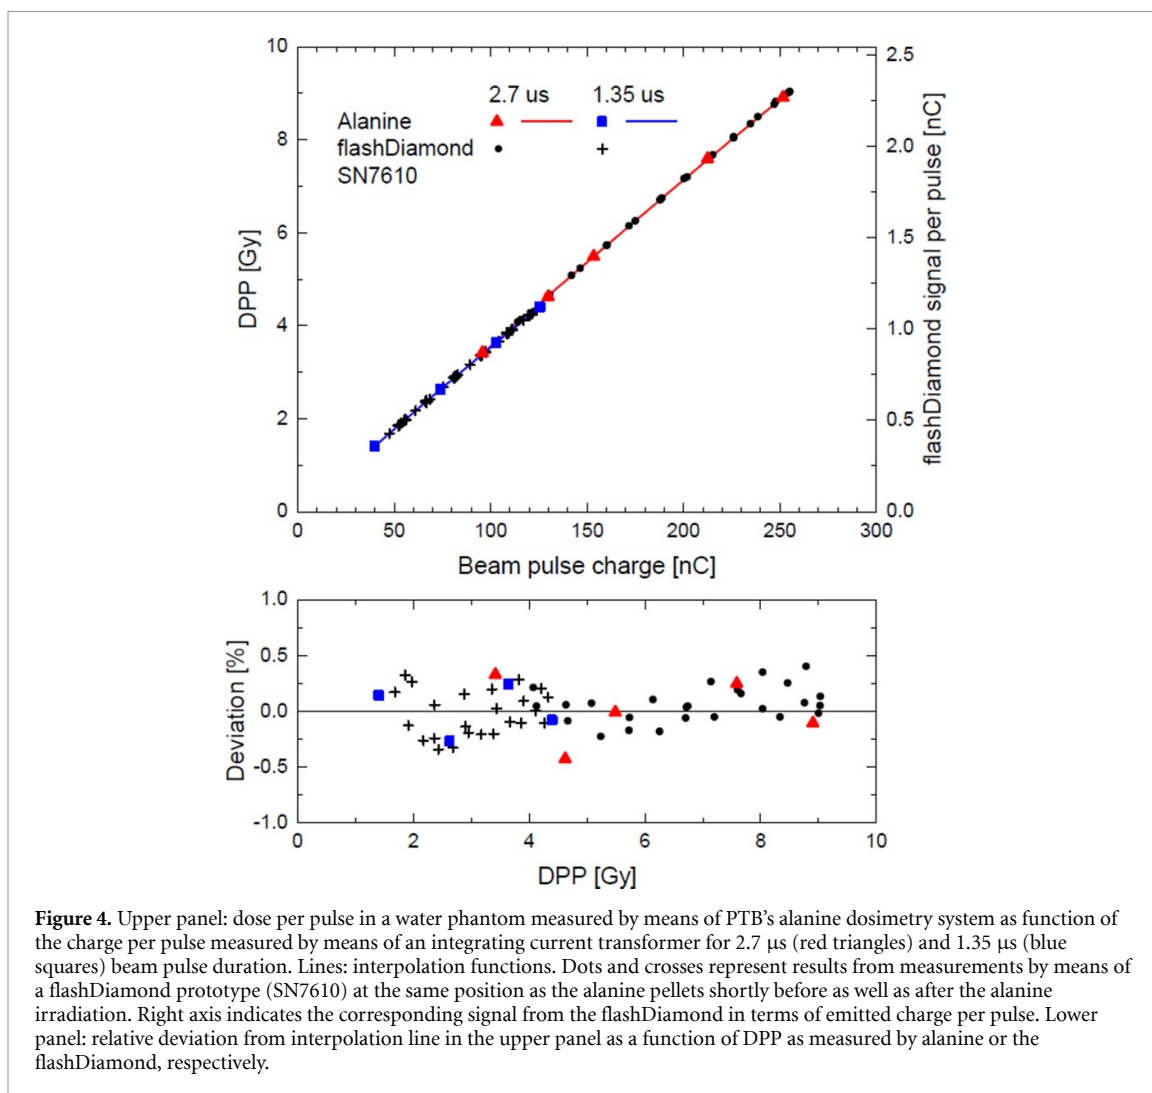 10
8
6
4
2
0
DPP [Gy]
2.5
2.0
1.5
1.0
0.5
0.0
flashDiamond signal per pulse [nC]
2.7 us 1.35 us
Alanine
flashDiamond
SN7610
0 50 100 150 200 250 300
Beam pulse charge [nC]
1.0
0.5
0.0
-0.5
-1.0
Deviation [%]
0 2 4 6 8 10
DPP [Gy]
Figure 4. Upper panel: dose per pulse in a water phantom measured by means of PTB's alanine dosimetry system as function of
the charge per pulse measured by means of an integrating current transformer for 2.7 μs (red triangles) and 1.35 μs (blue
squares) beam pulse duration. Lines: interpolation functions. Dots and crosses represent results from measurements by means of
a flashDiamond prototype (SN7610) at the same position as the alanine pellets shortly before as well as after the alanine
irradiation. Right axis indicates the corresponding signal from the flashDiamond in terms of emitted charge per pulse. Lower
panel: relative deviation from interpolation line in the upper panel as a function of DPP as measured by alanine or the
flashDiamond, respectively.